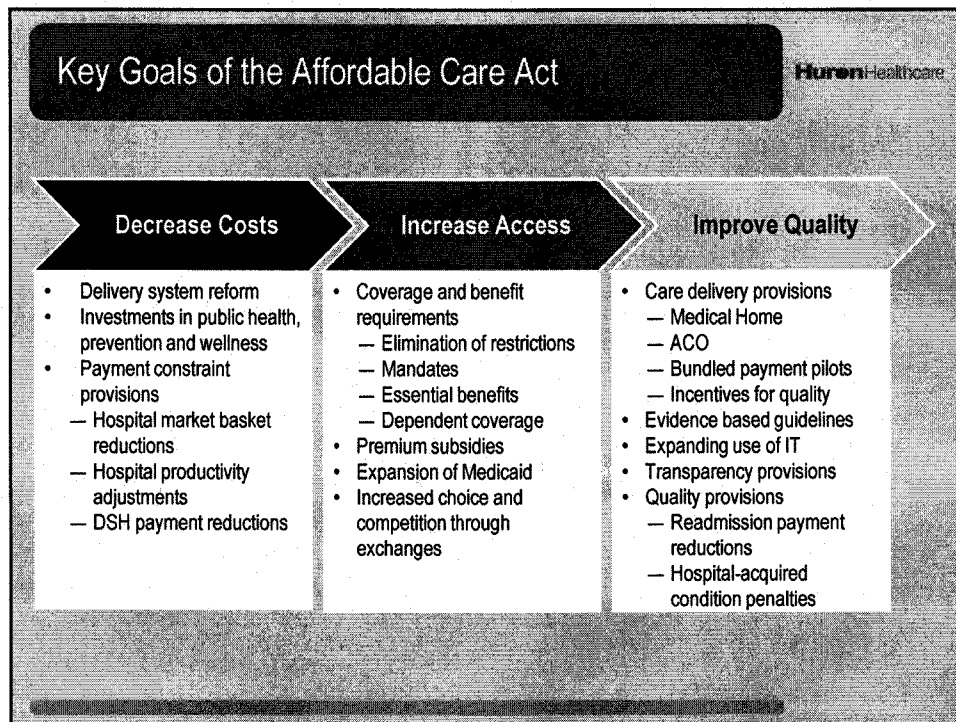 Key Goals of the Affordable Care Act
HuronHealthcare
Decrease Costs
• Delivery system reform
• Investments in public health,
prevention and wellness
• Payment constraint
provisions
— Hospital market basket
reductions
— Hospital productivity
adjustments
— DSH payment reductions
Increase Access
• Coverage and benefit
requirements
— Elimination of restrictions
— Mandates
— Essential benefits
— Dependent coverage
• Premium subsidies
• Expansion of Medicaid
• Increased choice and
competition through
exchanges
Improve Quality
• Care delivery provisions
— Medical Home
— ACO
— Bundled payment pilots
— Incentives for quality
• Evidence based guidelines
• Expanding use of IT
• Transparency provisions
• Quality provisions
— Readmission payment
reductions
— Hospital-acquired
condition penalties